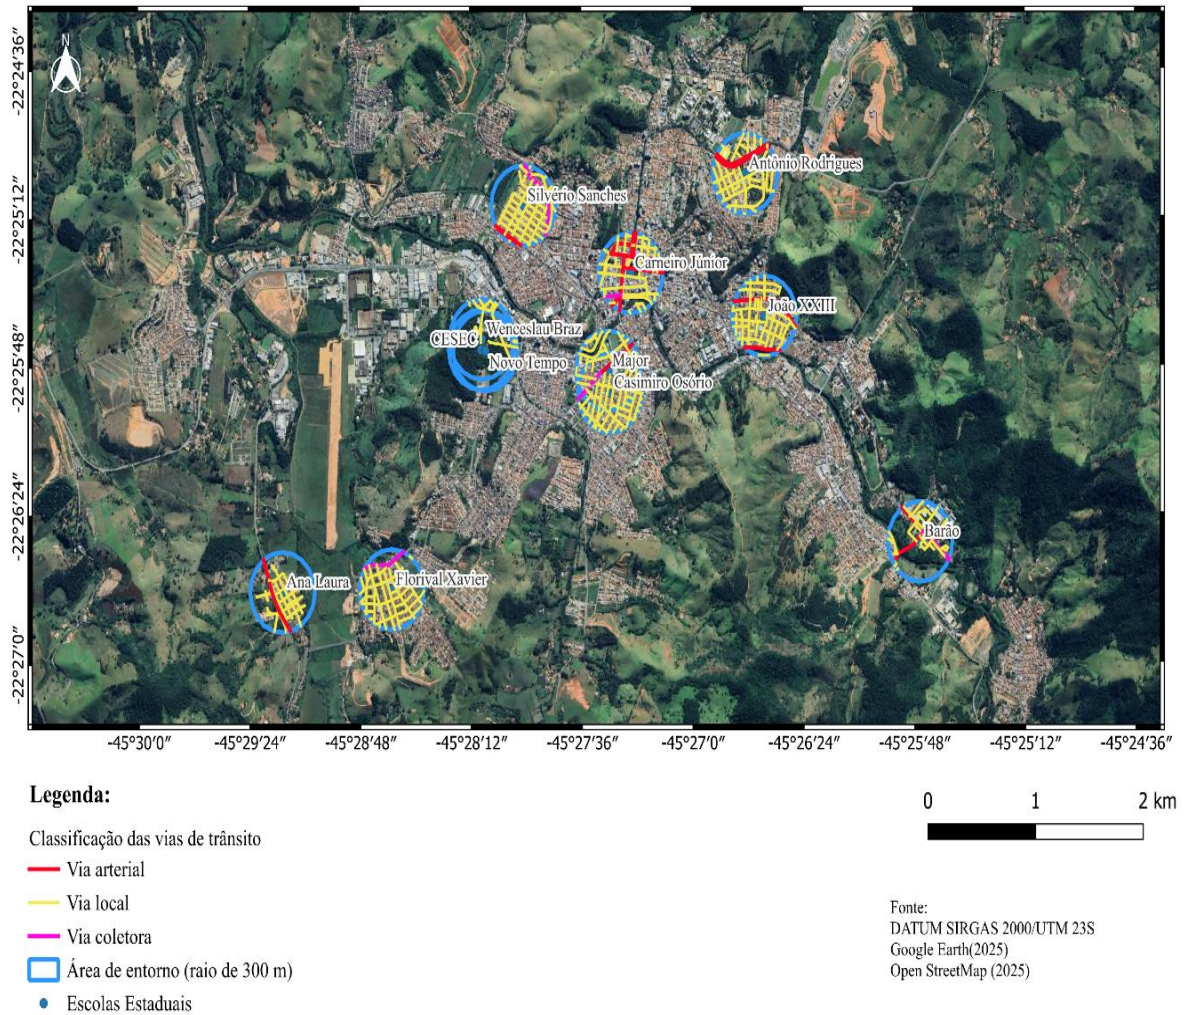 N
-22°24′36″
-22°25′12″
-22°25′48″
-22°26′24″
-22°27′0″
Antônio Rodrigues
Silvério Sanches
Carneiro Júnior
João XXIII
Wenceslau Braz
CESEC
Novo Tempo
Major
Casimiro Osório
Barão
Ana Laura
Florival Xavier
-45°30′0″ -45°29′24″ -45°28′48″ -45°28′12″ -45°27′36″ -45°27′0″ -45°26′24″ -45°25′48″ -45°25′12″ -45°24′36″
Legenda:
Classificação das vias de trânsito
Via arterial
Via local
Via coletora
Área de entorno (raio de 300 m)
Escolas Estaduais
0 1 2 km
Fonte:
DATUM SIRGAS 2000/UTM 23S
Google Earth(2025)
Open StreetMap (2025)